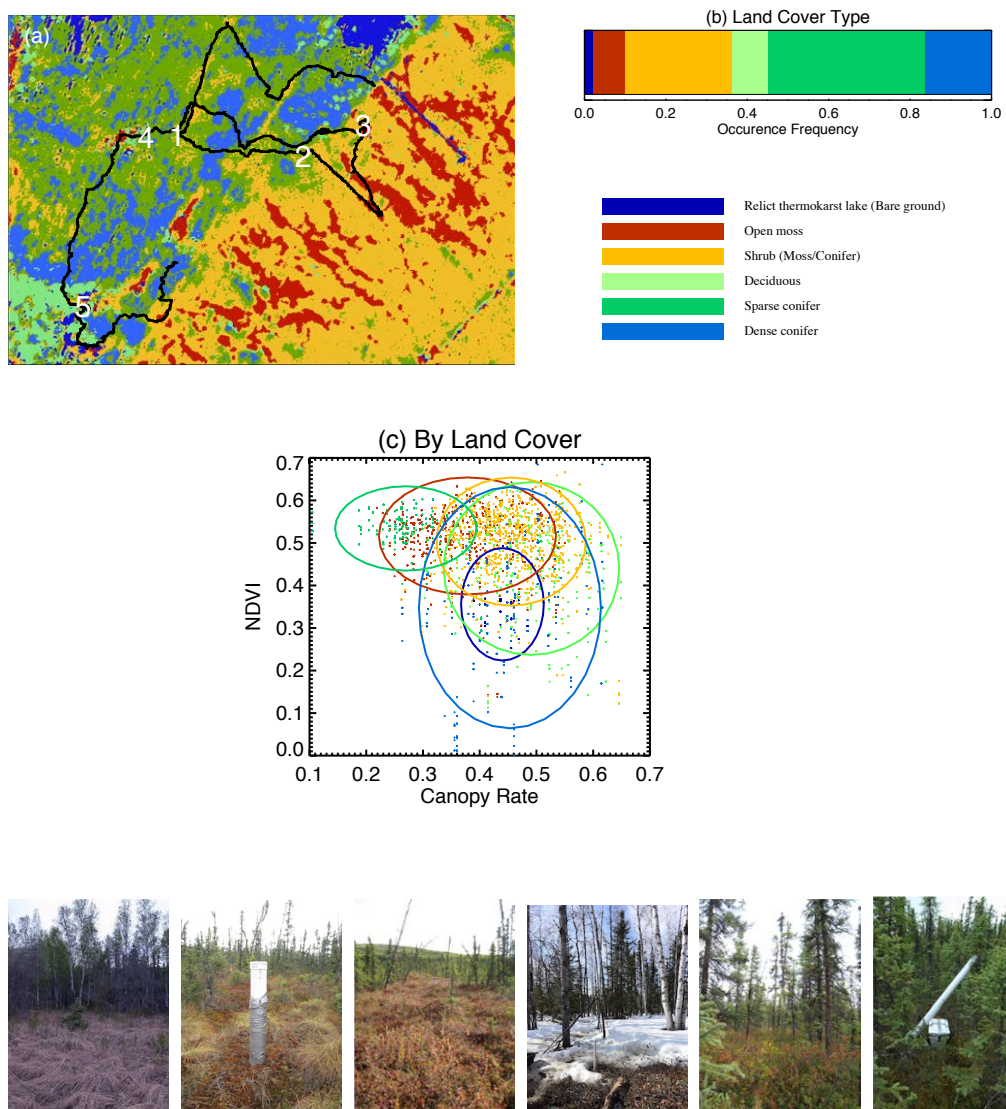 (a)
4 1 3
2
5
(b) Land Cover Type
0.0 0.2 0.4 0.6 0.8 1.0
Occurence Frequency
Relict thermokarst lake (Bare ground)
Open moss
Shrub (Moss/Conifer)
Deciduous
Sparse conifer
Dense conifer
(c) By Land Cover
0.7
0.6
0.5
0.4
0.3
0.2
0.1
0.0
NDVI
0.1 0.2 0.3 0.4 0.5 0.6 0.7
Canopy Rate